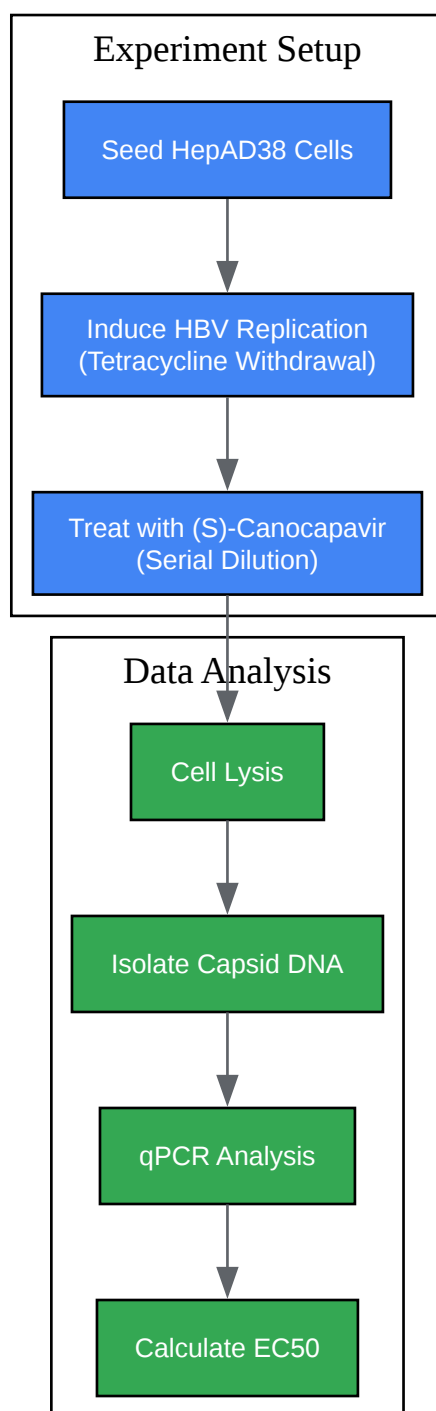 Experiment Setup
Seed HepAD38 Cells
Induce HBV Replication
(Tetracycline Withdrawal)
Treat with (S)-Canocapavir
(Serial Dilution)
Data Analysis
Cell Lysis
Isolate Capsid DNA
qPCR Analysis
Calculate EC50